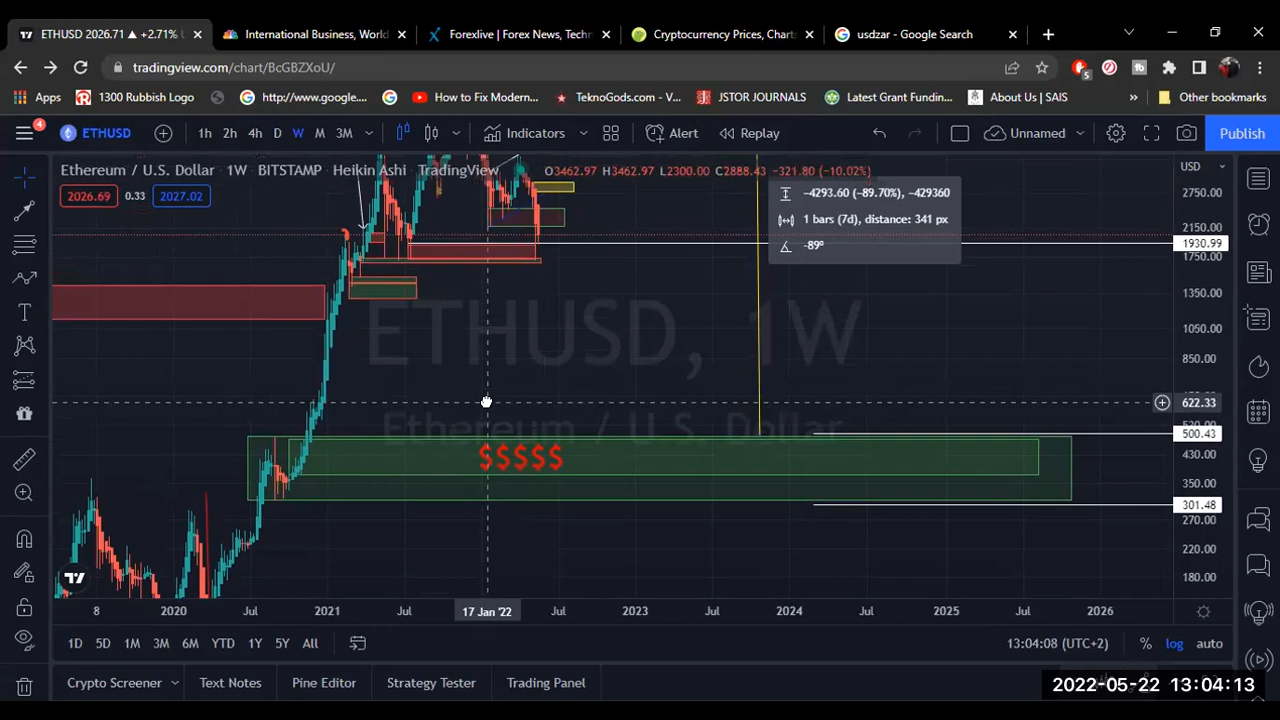 ETHUSD 2026.71 ▲ +2.71%
International Business, World
Forexlive | Forex News, Techn
Cryptocurrency Prices, Charts
usdzar - Google Search
tradingview.com/chart/BcGBZXoU/
5
Apps
1300 Rubbish Logo
http://www.google....
How to Fix Modern...
TeknoGods.com - V...
JSTOR JOURNALS
Latest Grant Fundin...
About Us | SAIS
»
Other bookmarks
4
ETHUSD
1h 2h 4h D W M 3M
Indicators
Alert
Replay
Unnamed
Publish
Ethereum / U.S. Dollar · 1W · BITSTAMP · Heikin Ashi · TradingView
O3462.97 H3462.97 L2300.00 C2888.43 −321.80 (−10.02%)
USD
2026.69 0.33 2027.02
−4293.60 (−89.70%), −429360
1 bars (7d), distance: 341 px
−89º
2750.00
2150.00
1930.99
1750.00
1350.00
1050.00
850.00
622.33
500.43
430.00
350.00
301.48
270.00
220.00
180.00
ETHUSD, 1W
Ethereum / U.S. Dollar
$$$$$
8 2020 Jul 2021 Jul 17 Jan '22 Jul 2023 Jul 2024 Jul 2025 Jul 2026
1D 5D 1M 3M 6M YTD 1Y 5Y All
13:04:08 (UTC+2) % log auto
Crypto Screener Text Notes Pine Editor Strategy Tester Trading Panel
2022-05-22 13:04:13